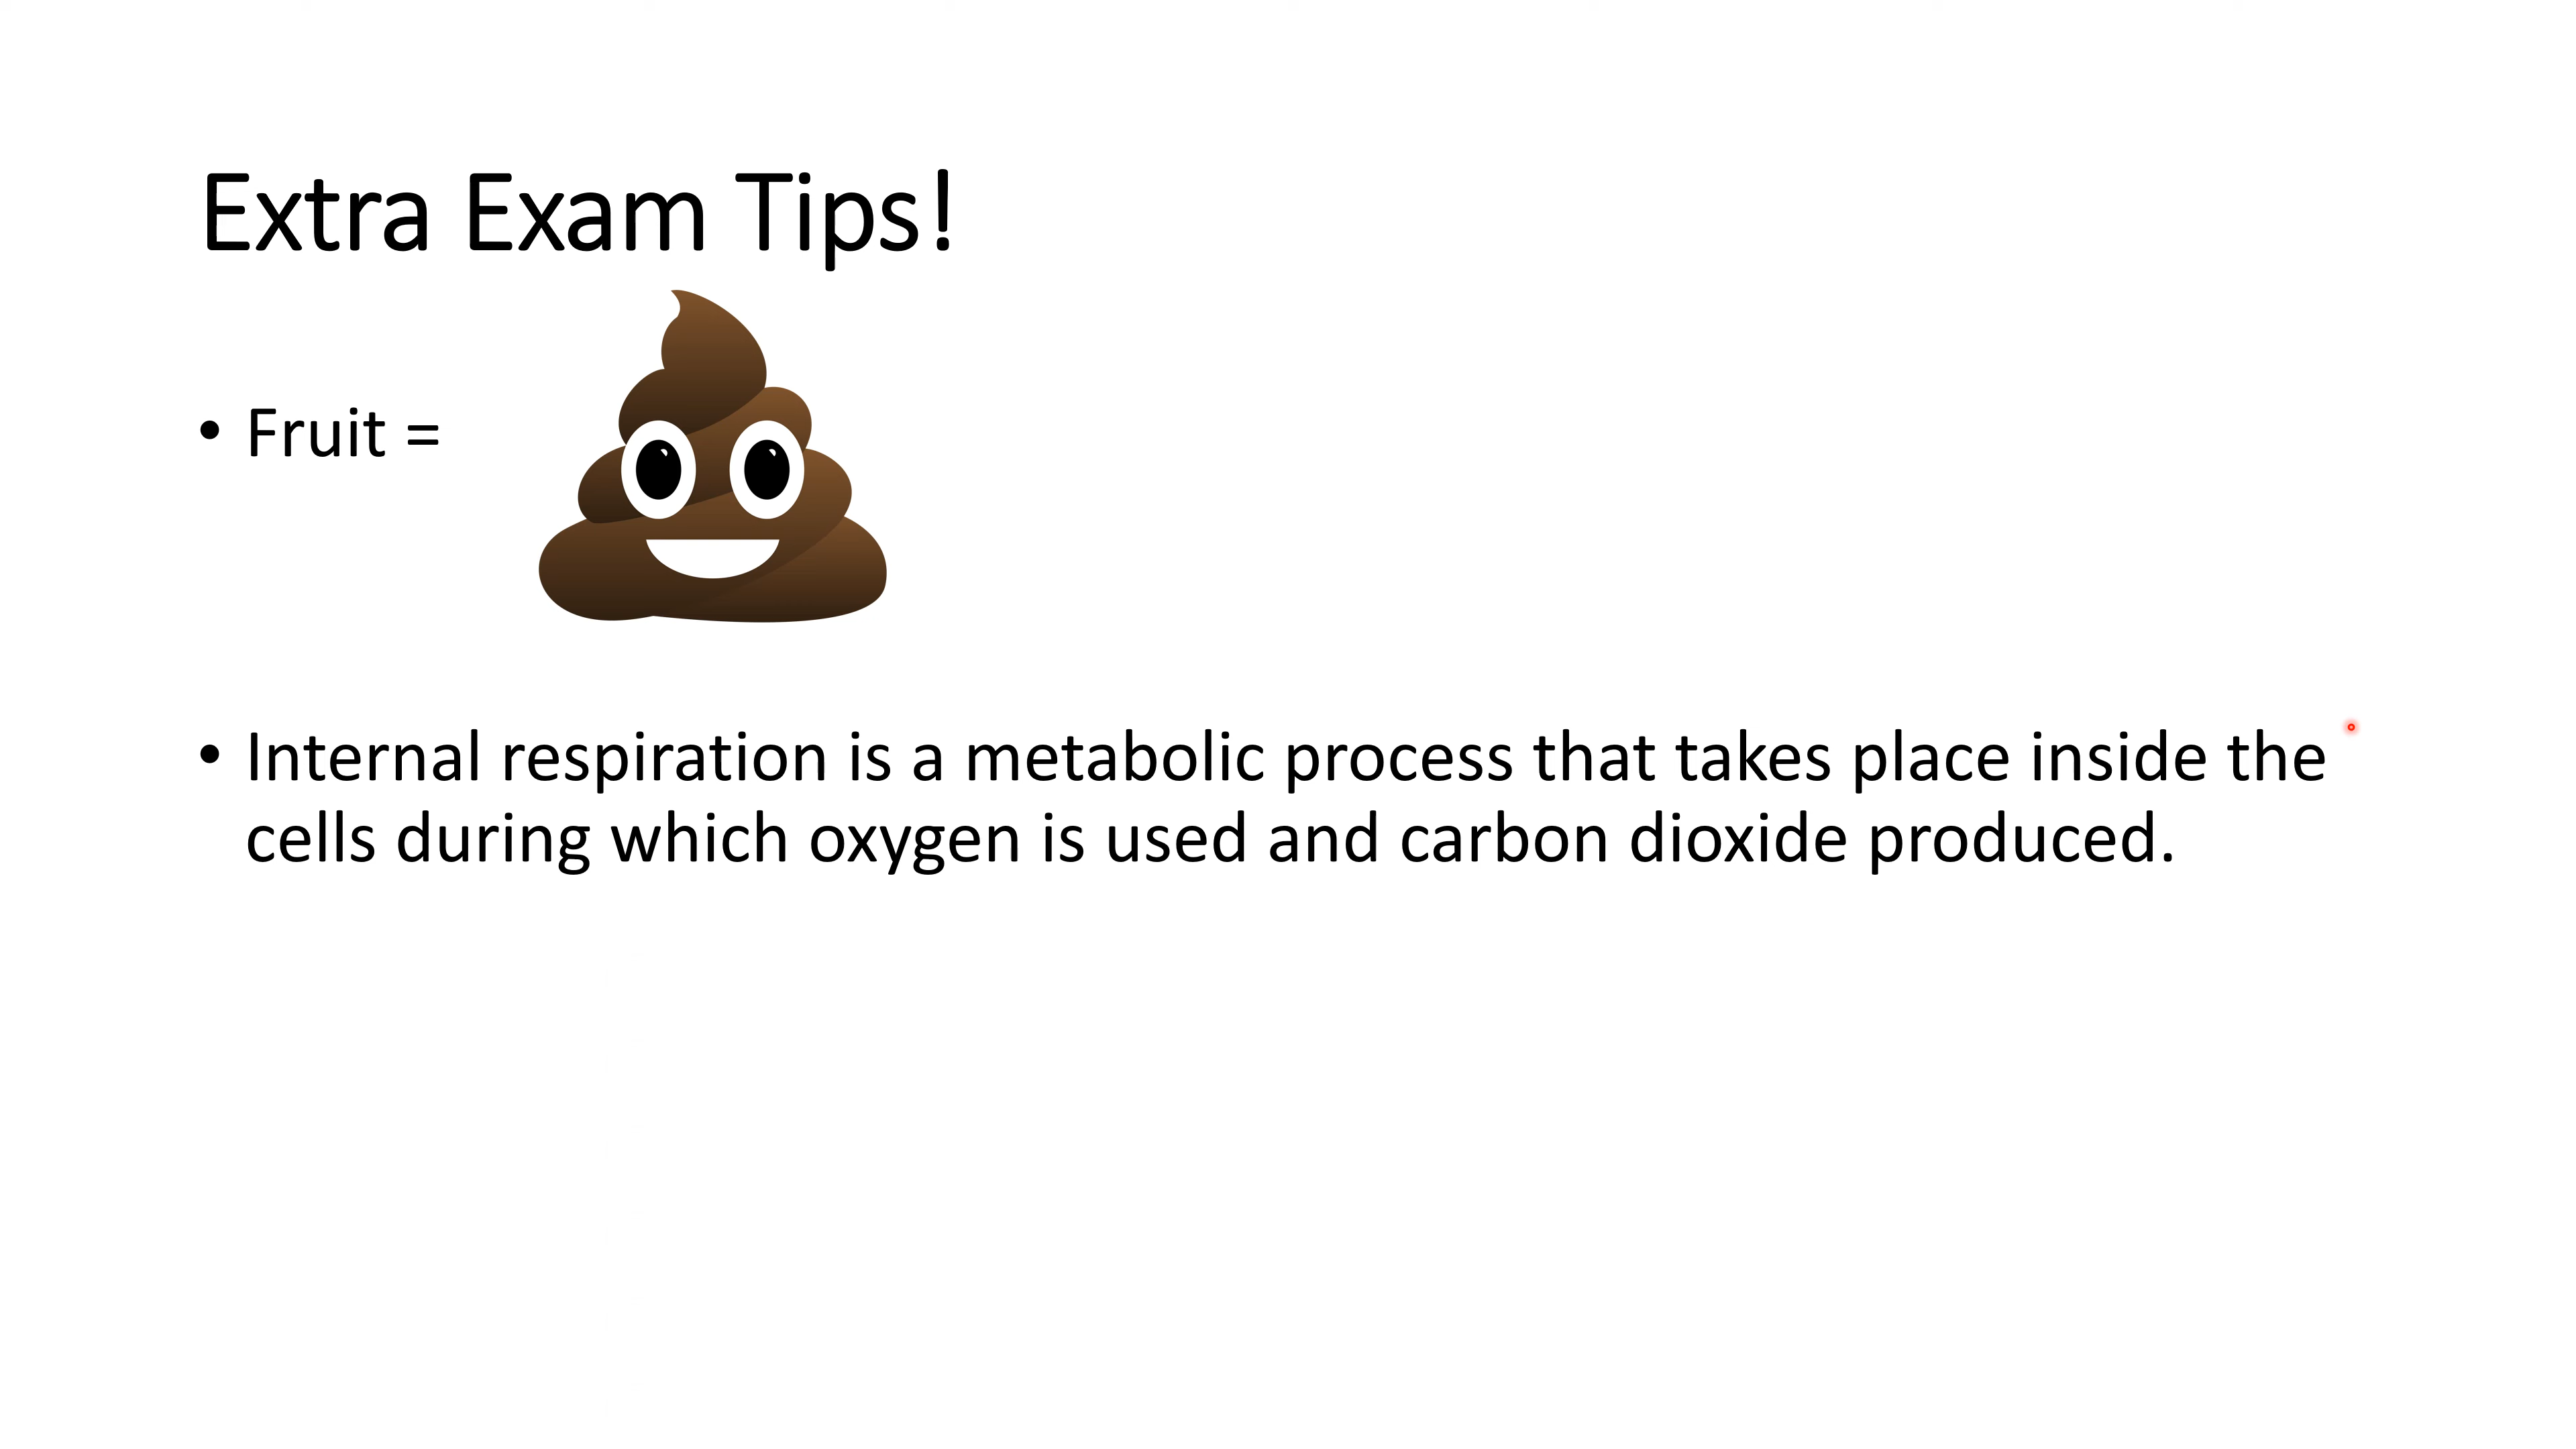 Extra Exam Tips!
• Fruit =
• Internal respiration is a metabolic process that takes place inside the
cells during which oxygen is used and carbon dioxide produced.